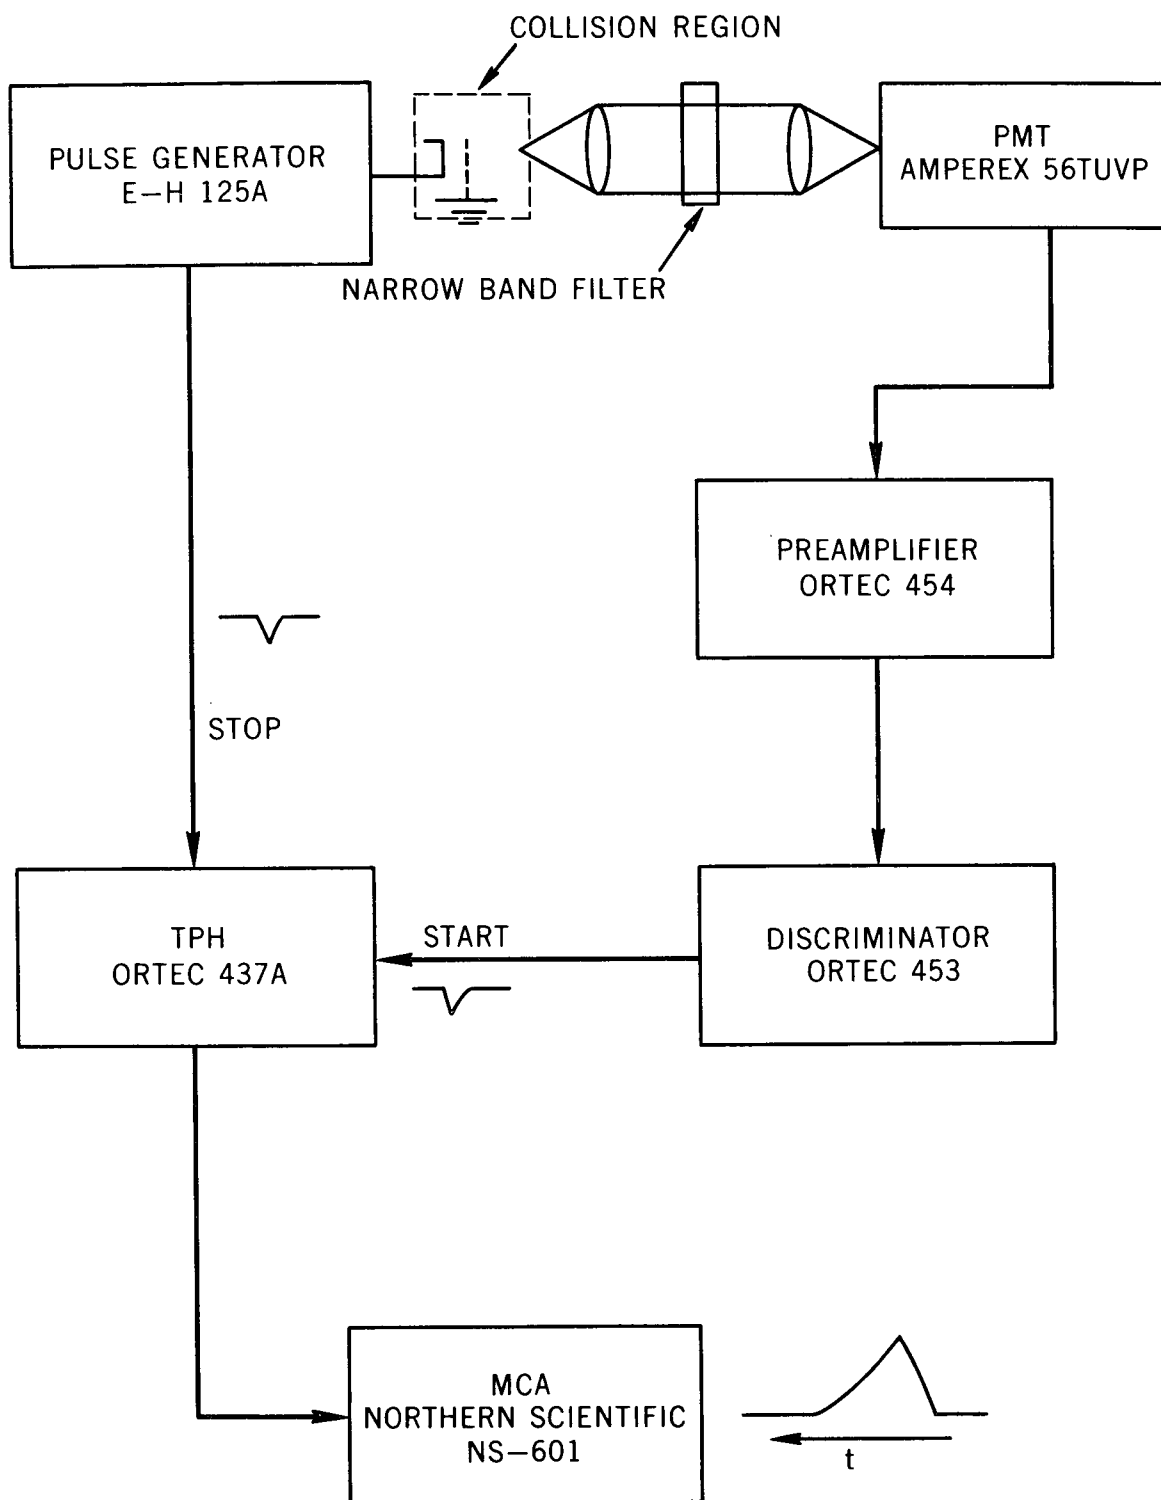 COLLISION REGION
PULSE GENERATOR
E-H 125A
PMT
AMPEREX 56TUVP
NARROW BAND FILTER
PREAMPLIFIER
ORTEC 454
STOP
TPH
ORTEC 437A
START
DISCRIMINATOR
ORTEC 453
MCA
NORTHERN SCIENTIFIC
NS-601
t